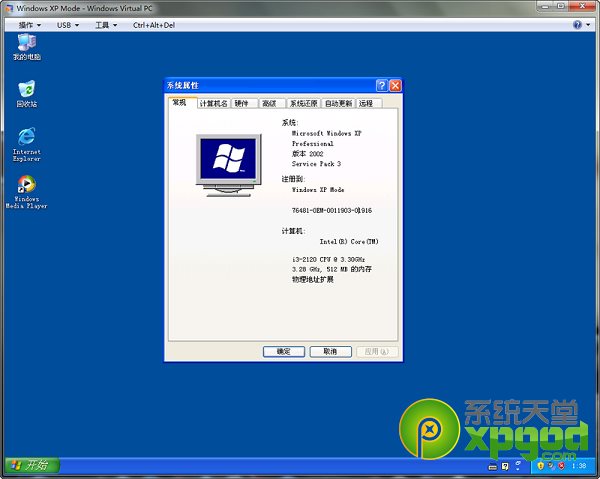 Windows XP Mode - Windows Virtual PC
操作 USB 工具 Ctrl+Alt+Del
我的电脑
回收站
Internet
Explorer
Windows
Media Player
系统属性
常规 计算机名 硬件 高级 系统还原 自动更新 远程
系统:
Microsoft Windows XP
Professional
版本 2002
Service Pack 3
注册到:
Windows XP Mode
76481-OEM-0011903-01916
计算机:
Intel(R) Core(TM)
i3-2120 CPU @ 3.30GHz
3.28 GHz, 512 MB 的内存
物理地址扩展
确定 取消 应用(A)
系统天堂
xpgod.com
开始
1:38